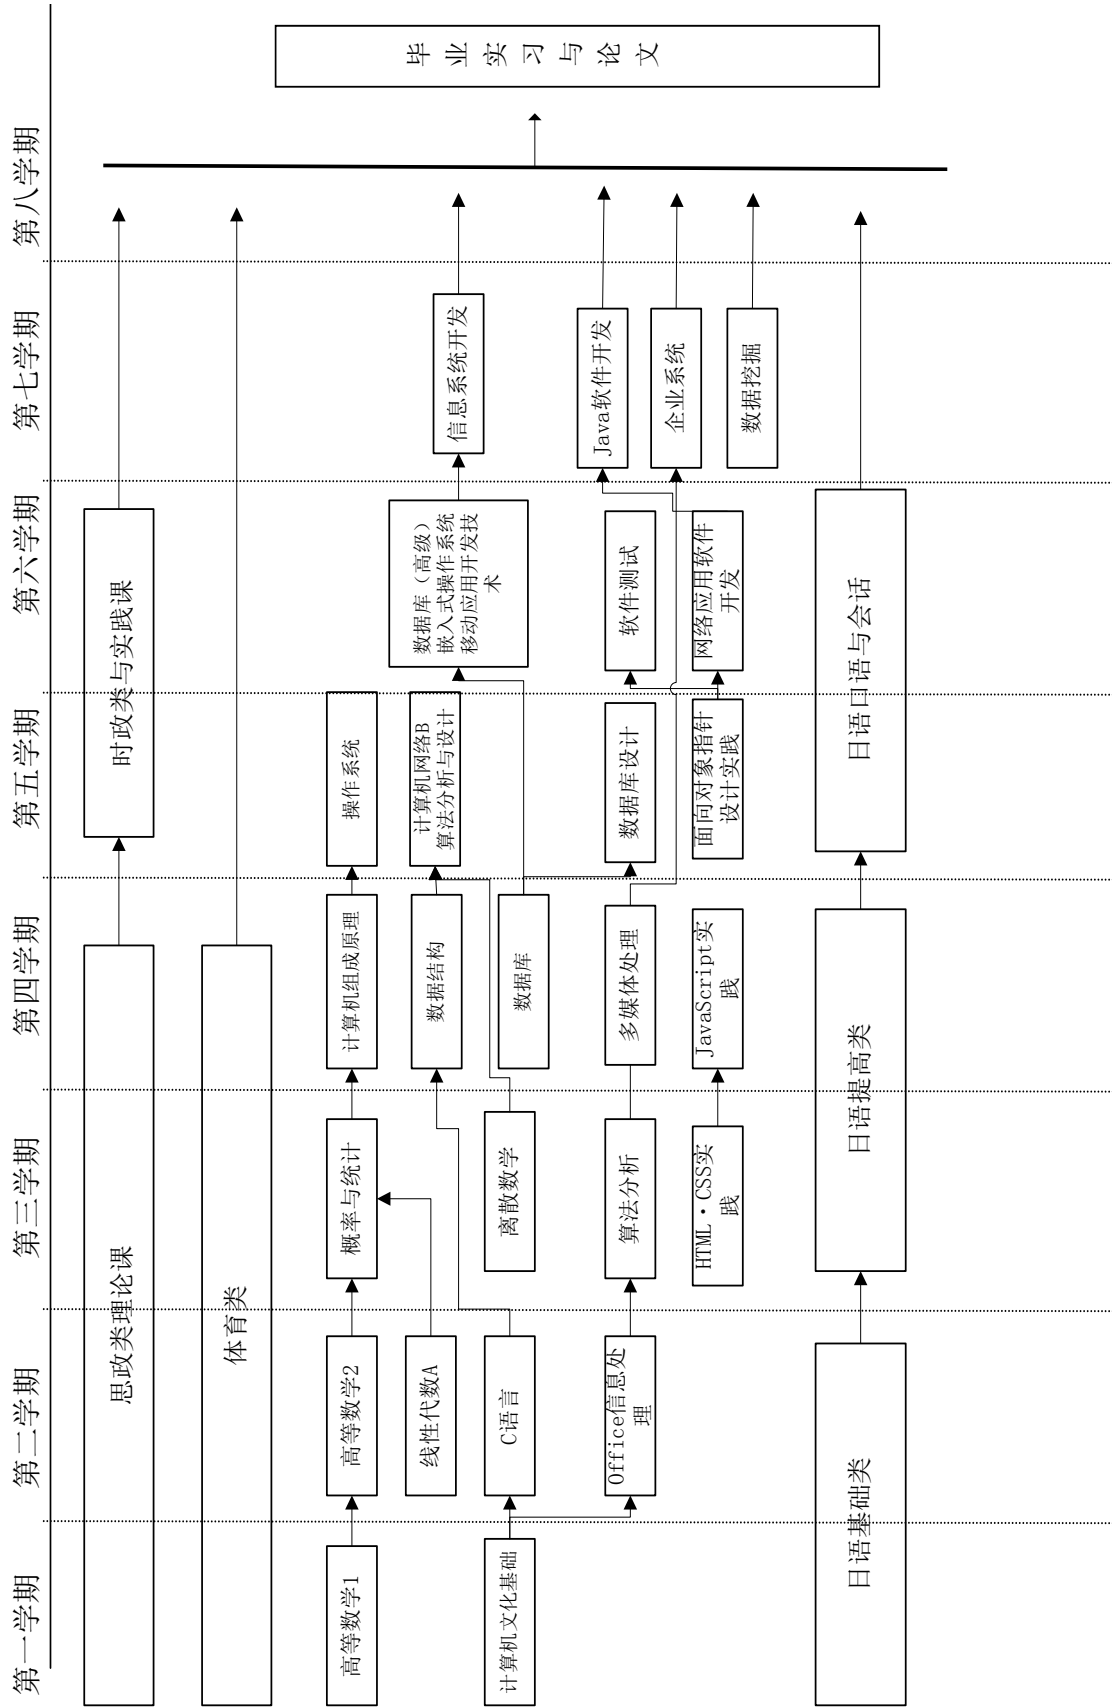 第一学期
第二学期
第三学期
第四学期
第五学期
第六学期
第七学期
第八学期
思政类理论课
时政类与实践课
体育类
高等数学1
高等数学2
概率与统计
计算机组成原理
操作系统
线性代数A
数据结构
计算机网络B
算法分析与设计
数据库（高级）
嵌入式操作系统
移动应用开发技
术
信息系统开发
计算机文化基础
C语言
离散数学
数据库
Office信息处
理
算法分析
多媒体处理
数据库设计
软件测试
Java软件开发
企业系统
HTML·CSS实
践
JavaScript实
践
面向对象指针
设计实践
网络应用软件
开发
数据挖掘
日语基础类
日语提高类
日语口语与会话
毕业实习与论文